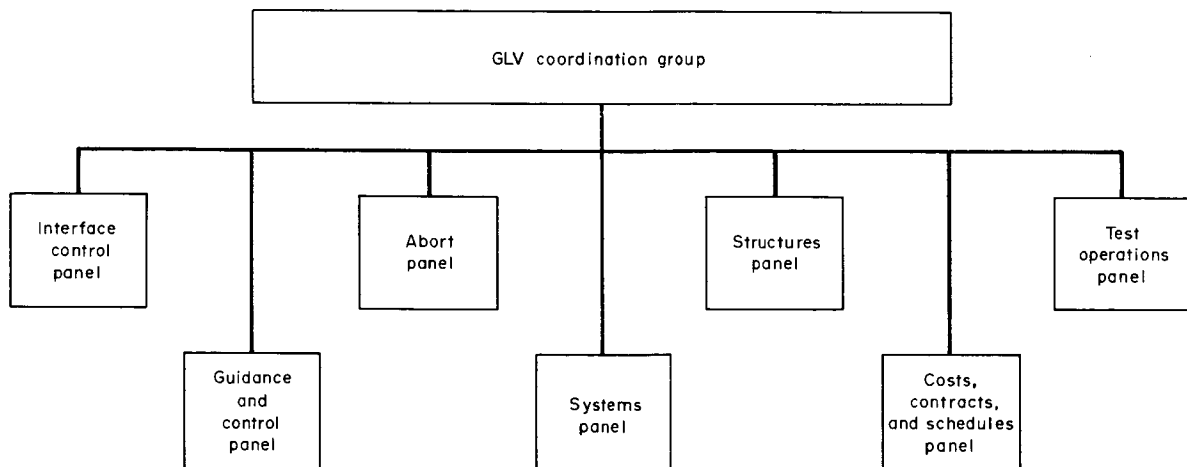 GLV coordination group
Interface
control
panel
Abort
panel
Structures
panel
Test
operations
panel
Guidance
and
control
panel
Systems
panel
Costs,
contracts,
and schedules
panel